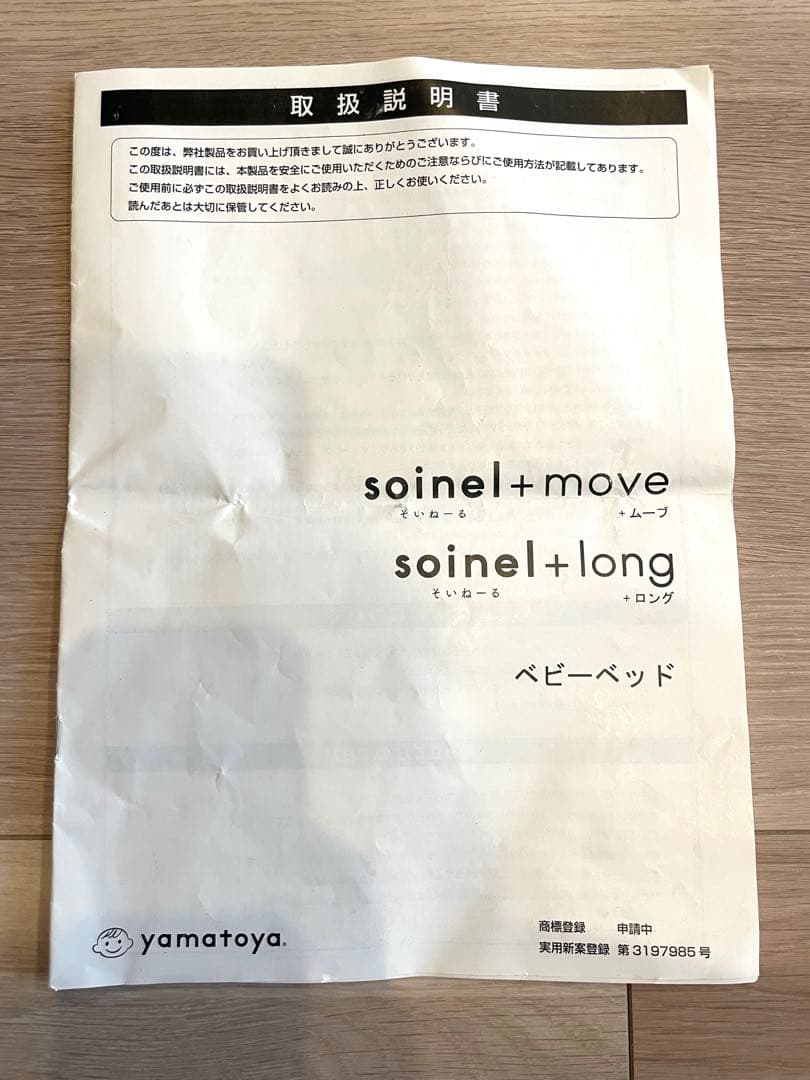 取扱説明書
この度は、弊社製品をお買い上げ頂きまして誠にありがとうございます。
この取扱説明書には、本製品を安全にご使用いただくためのご注意ならびにご使用方法が記載してあります。
ご使用前に必ずこの取扱説明書をよくお読みの上、正しくお使いください。
読んだあとは大切に保管してください。
soinel+move
そいねーる +ムーブ
soinel+long
そいねーる +ロング
ベビーベッド
yamatoya®
商標登録 申請中
実用新案登録 第3197985号